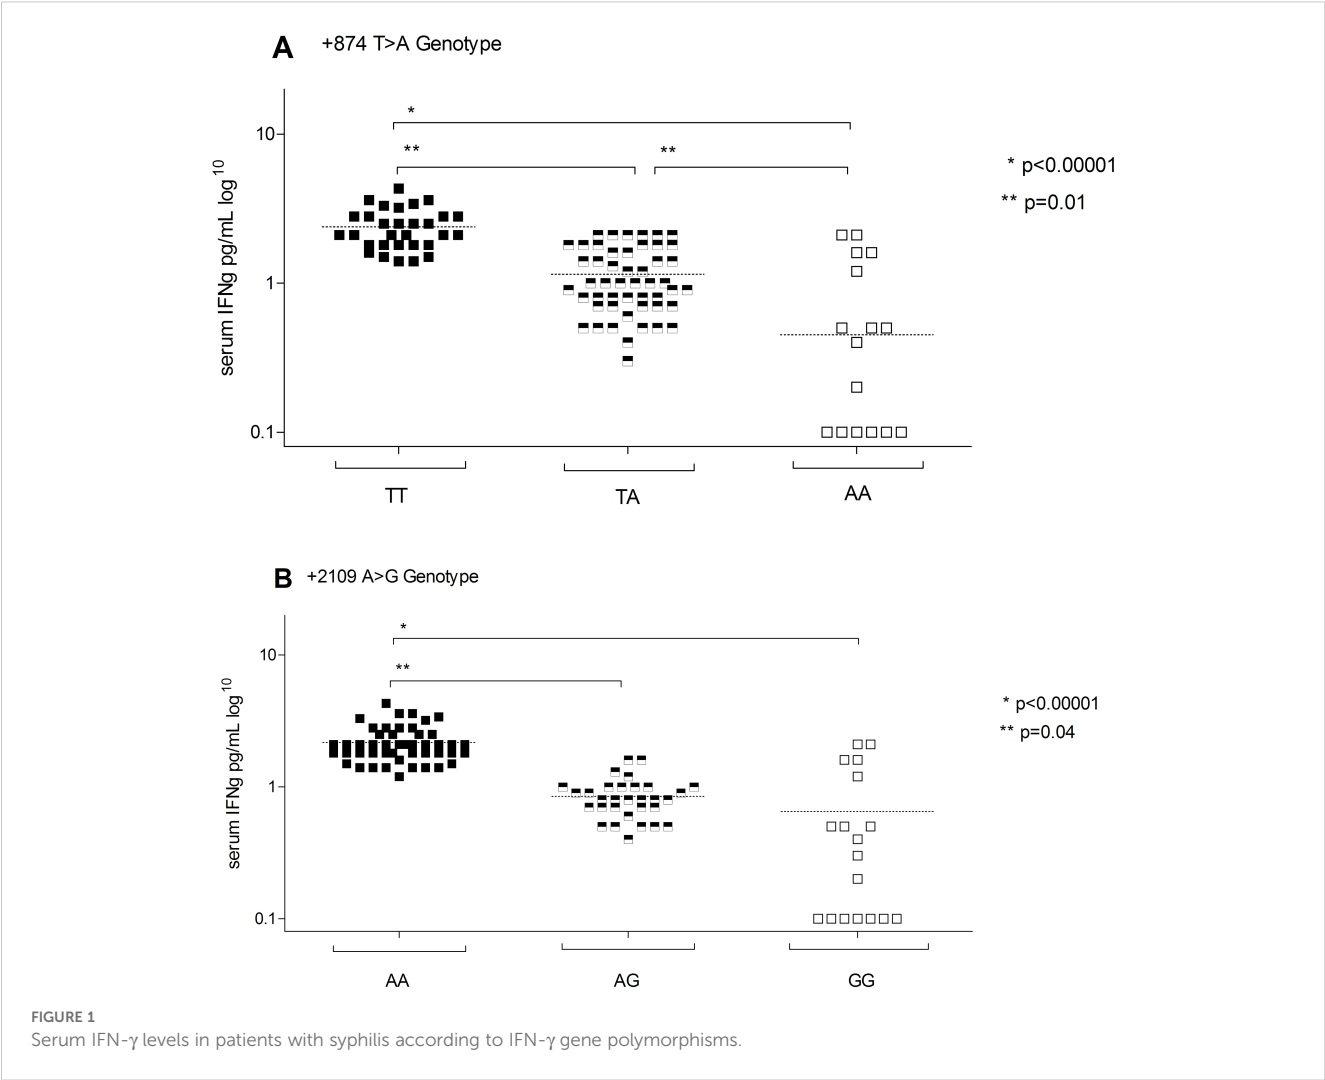 A +874 T>A Genotype
*
10
** **
* p<0.00001
** p=0.01
serum IFNg pg/mL log10
1
0.1
TT TA AA
B +2109 A>G Genotype
*
10
**
* p<0.00001
** p=0.04
serum IFNg pg/mL log10
1
0.1
AA AG GG
FIGURE 1
Serum IFN-γ levels in patients with syphilis according to IFN-γ gene polymorphisms.